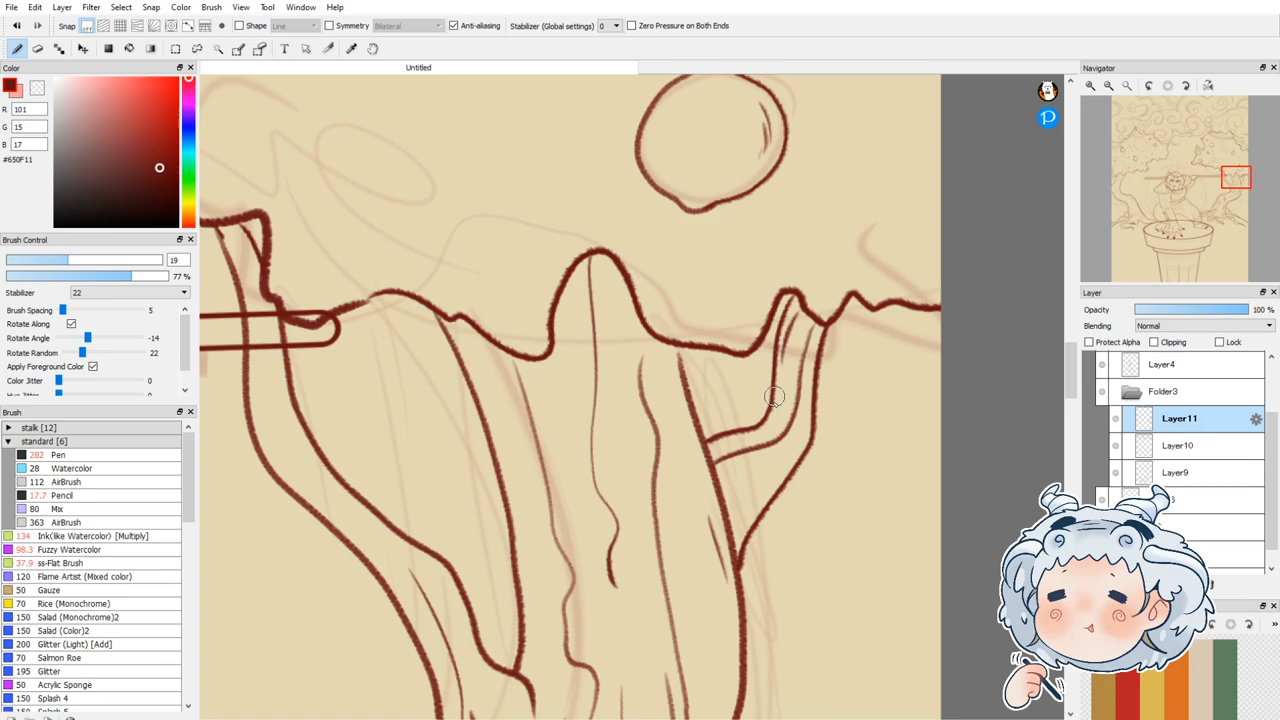 File Edit Layer Filter Select Snap Color Brush View Tool Window Help
Snap off Shape Line Symmetry Bilateral Anti-aliasing Stabilizer (Global settings) 0 Zero Pressure on Both Ends
Color
Untitled
Navigator
R 101
G 15
B 17
#650F11
Brush Control
19
77 %
Stabilizer 22
Brush Spacing 5
Rotate Along
Rotate Angle -14
Rotate Random 22
Apply Foreground Color
Color Jitter 0
Brush
stalk [12]
standard [6]
282 Pen
28 Watercolor
112 AirBrush
17.7 Pencil
80 Mix
363 AirBrush
134 Ink(like Watercolor) [Multiply]
98.3 Fuzzy Watercolor
37.9 ss-Flat Brush
120 Flame Artist (Mixed color)
50 Gauze
70 Rice (Monochrome)
150 Salad (Monochrome)2
150 Salad (Color)2
200 Glitter (Light) [Add]
70 Salmon Roe
195 Glitter
50 Acrylic Sponge
150 Splash 4
Layer
Opacity 100 %
Blending Normal
Protect Alpha Clipping Lock
Layer4
Folder3
Layer11
Layer10
Layer9